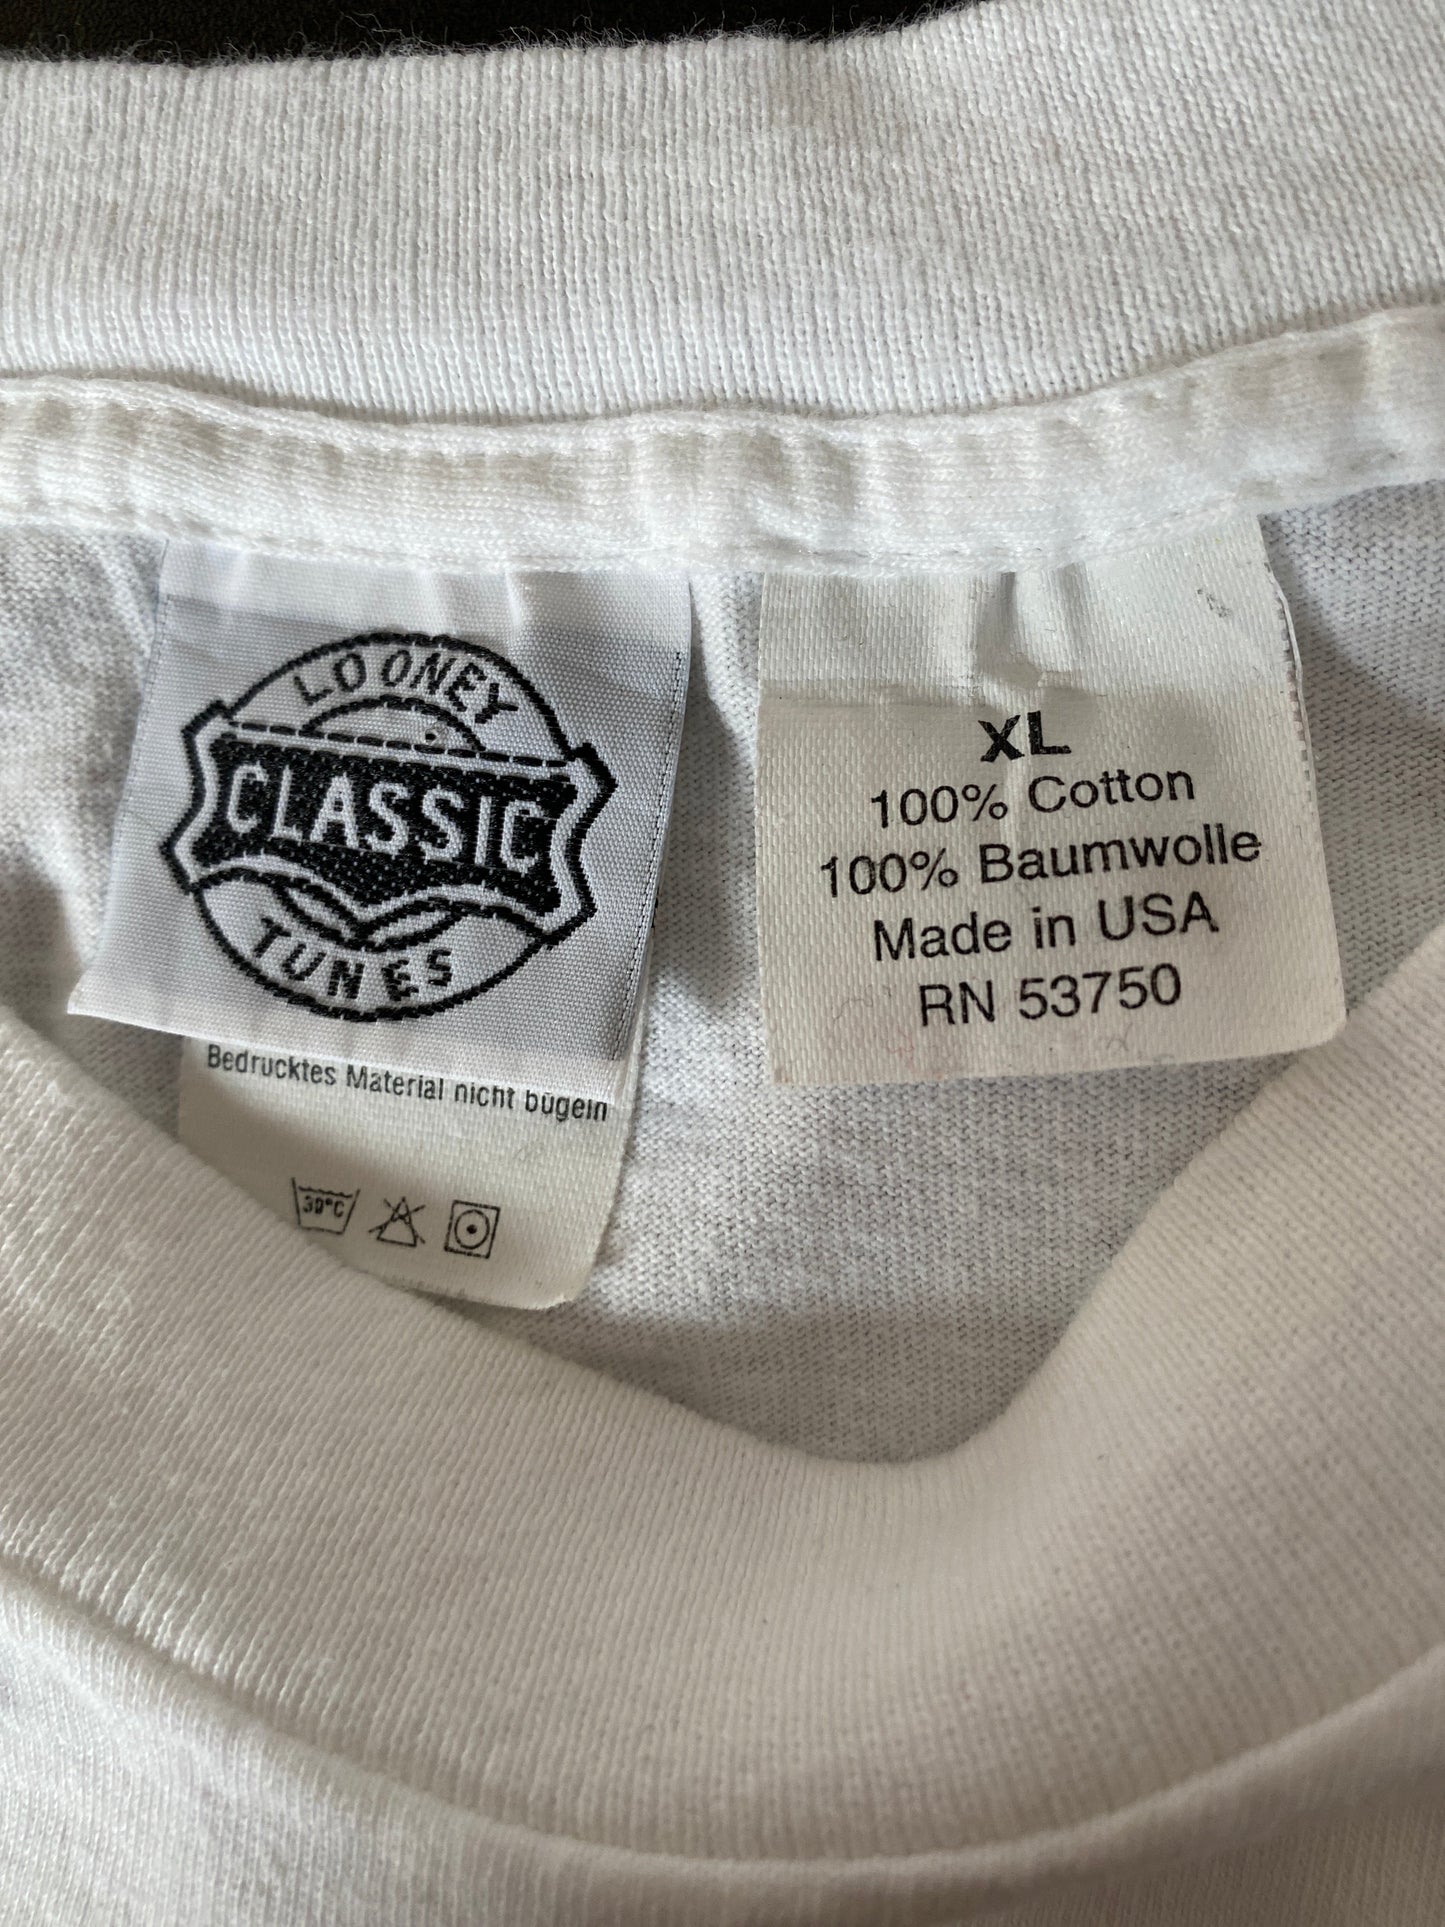 LOONEY
CLASSIC
TUNES
Bedrucktes Material nicht bügeln
30°C
A
XL
100% Cotton
100% Baumwolle
Made in USA
RN 53750